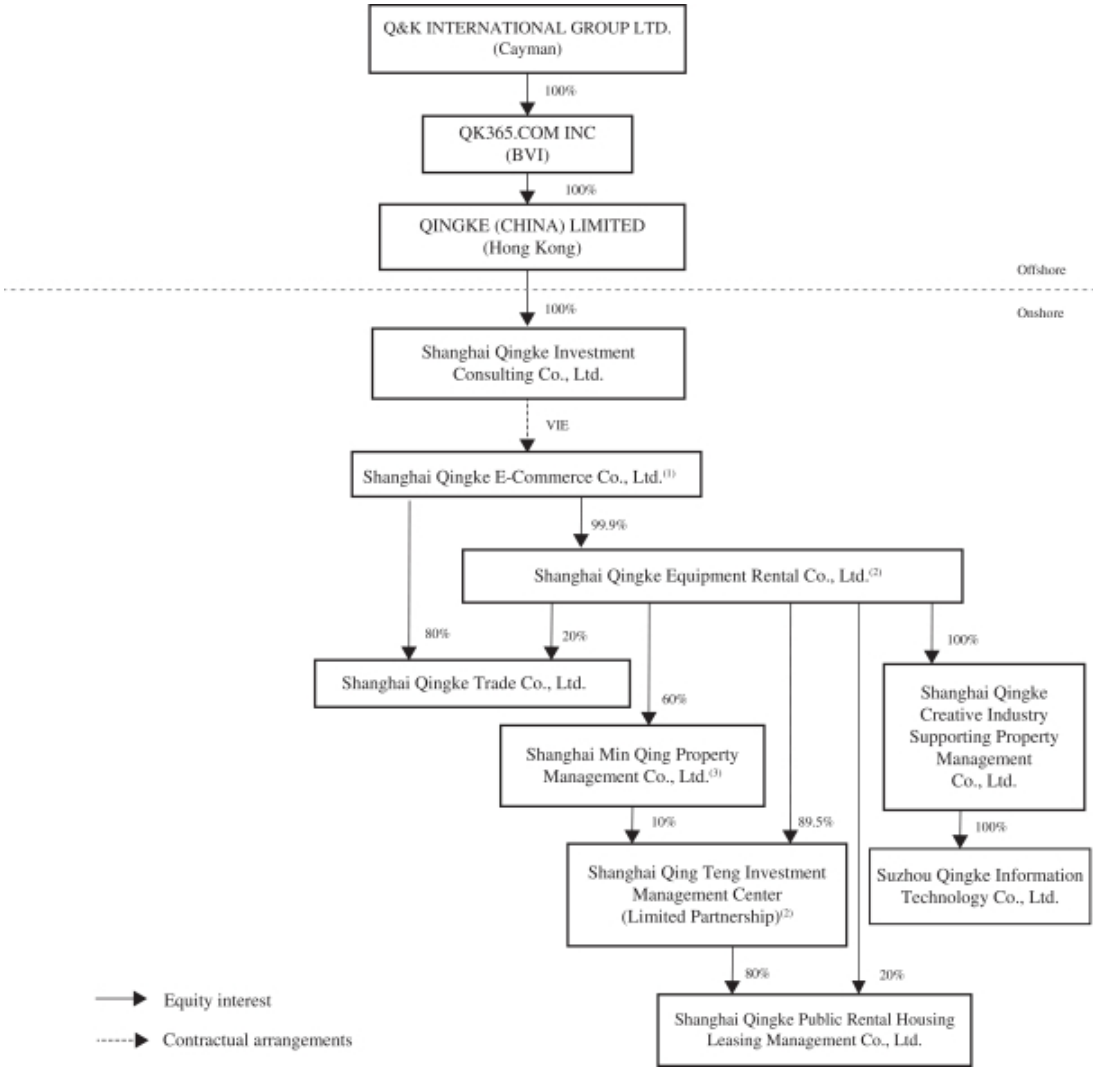 Q&K INTERNATIONAL GROUP LTD.
(Cayman)
100%
QK365.COM INC
(BVI)
100%
QINGKE (CHINA) LIMITED
(Hong Kong)
Offshore
100%
Onshore
Shanghai Qingke Investment
Consulting Co., Ltd.
VIE
Shanghai Qingke E-Commerce Co., Ltd.(1)
99.9%
Shanghai Qingke Equipment Rental Co., Ltd.(2)
80%
20%
100%
Shanghai Qingke Trade Co., Ltd.
60%
Shanghai Qingke
Creative Industry
Supporting Property
Management
Co., Ltd.
Shanghai Min Qing Property
Management Co., Ltd.(3)
10%
89.5%
100%
Shanghai Qing Teng Investment
Management Center
(Limited Partnership)(2)
Suzhou Qingke Information
Technology Co., Ltd.
80%
20%
Equity interest
Shanghai Qingke Public Rental Housing
Leasing Management Co., Ltd.
Contractual arrangements